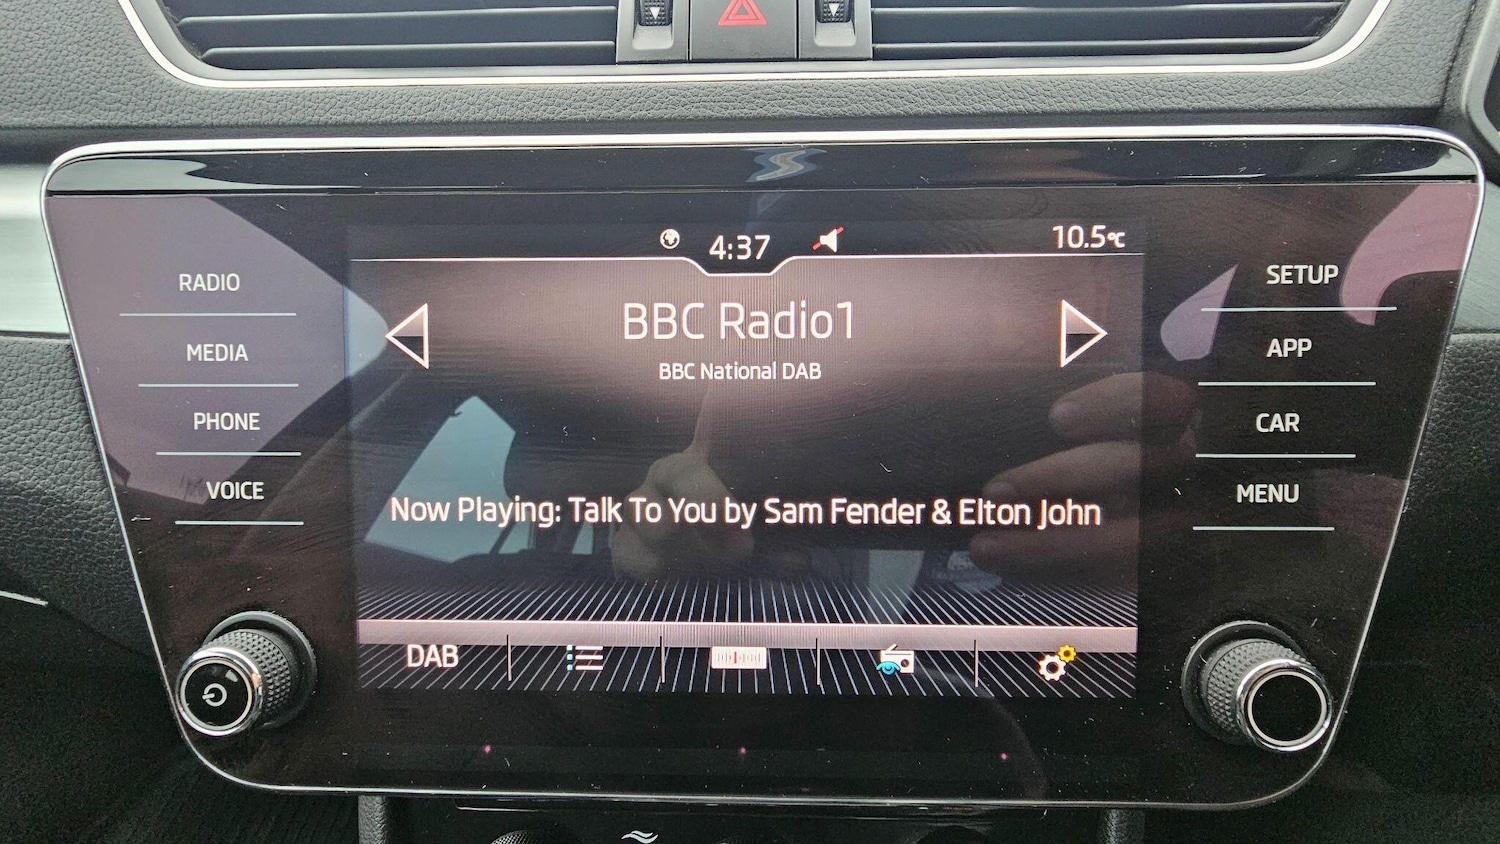 4:37
10.5°C
RADIO
MEDIA
PHONE
VOICE
BBC Radio1
BBC National DAB
Now Playing: Talk To You by Sam Fender & Elton John
DAB
SETUP
APP
CAR
MENU